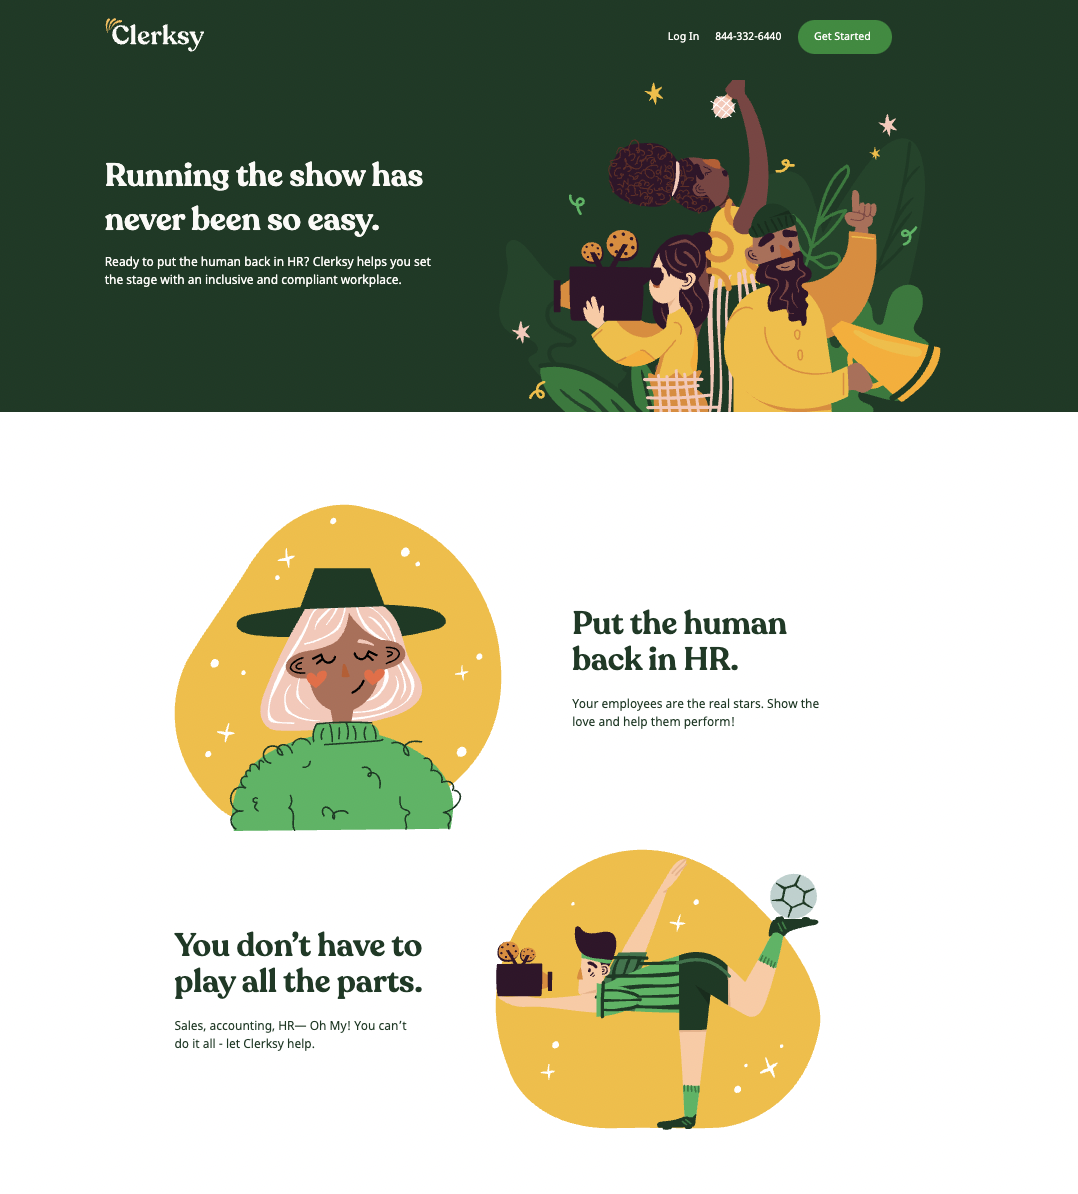 Clerksy
Log In
844-332-6440
Get Started
Running the show has
never been so easy.
Ready to put the human back in HR? Clerksy helps you set
the stage with an inclusive and compliant workplace.
Put the human
back in HR.
Your employees are the real stars. Show the
love and help them perform!
You don’t have to
play all the parts.
Sales, accounting, HR— Oh My! You can’t
do it all - let Clerksy help.